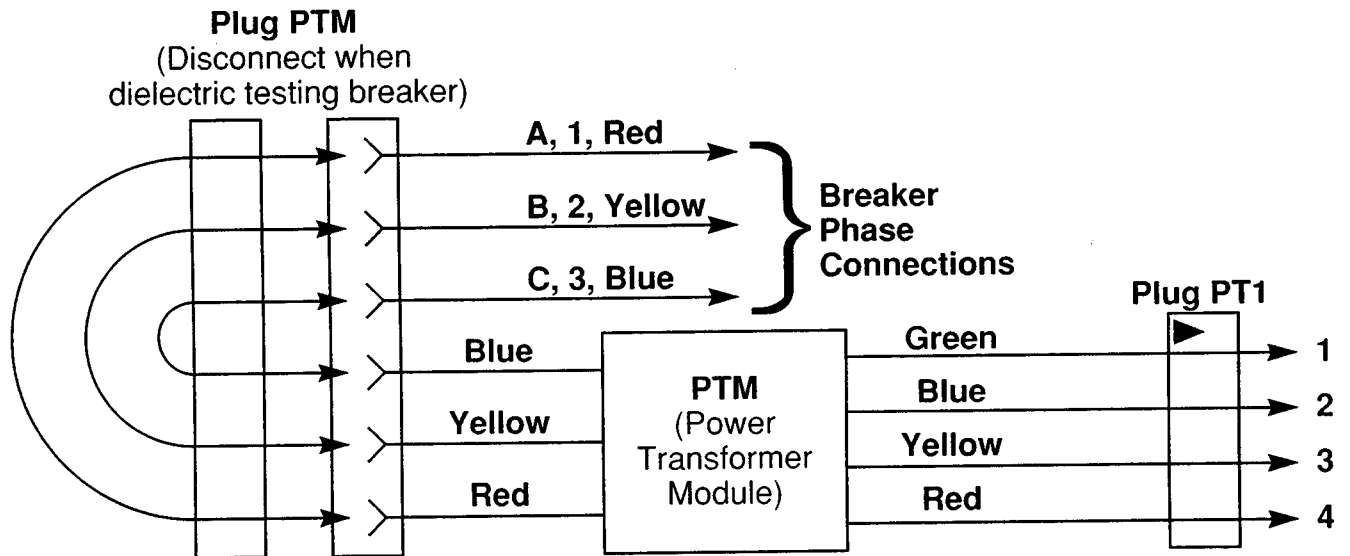 Plug PTM
(Disconnect when
dielectric testing breaker)
A, 1, Red
B, 2, Yellow
C, 3, Blue
Breaker
Phase
Connections
Plug PT1
Blue
Yellow
Red
PTM
(Power
Transformer
Module)
Green
Blue
Yellow
Red
1
2
3
4